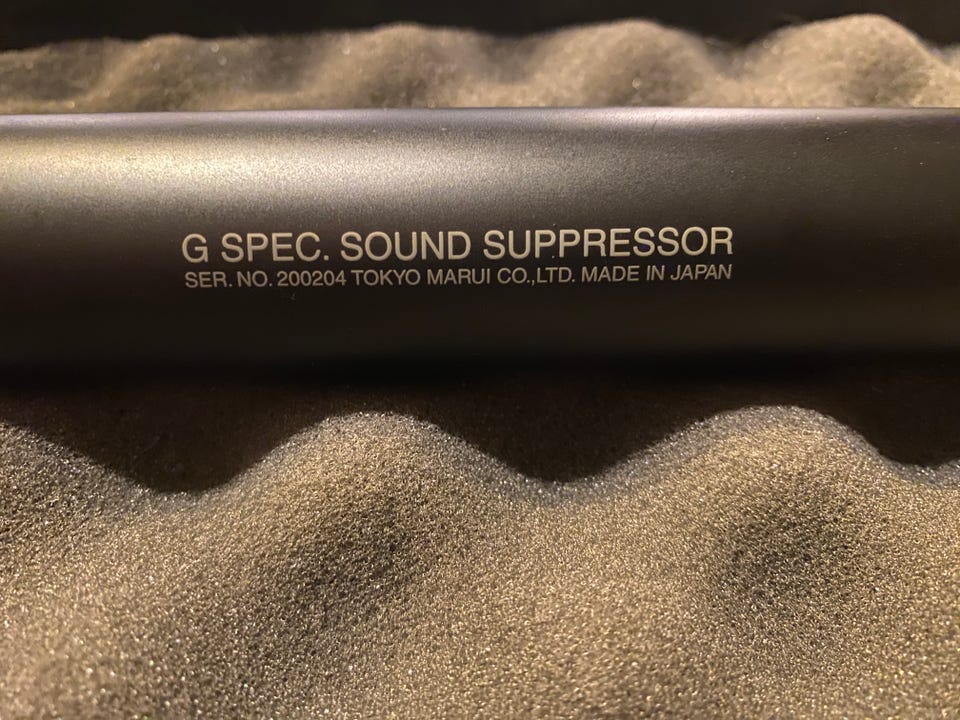 G SPEC. SOUND SUPPRESSOR
SER. NO. 200204 TOKYO MARUI CO.,LTD. MADE IN JAPAN